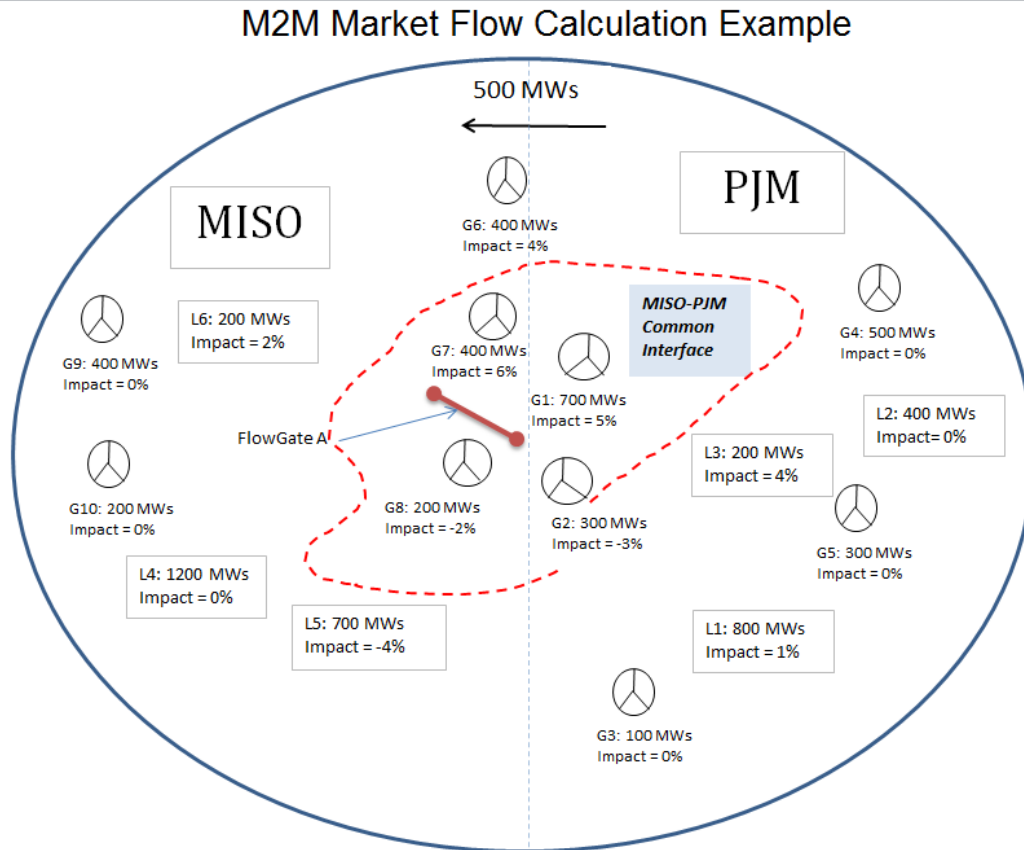 M2M Market Flow Calculation Example
500 MWs
MISO
PJM
G6: 400 MWs
Impact = 4%
MISO-PJM
Common
Interface
G4: 500 MWs
Impact = 0%
L6: 200 MWs
Impact = 2%
G9: 400 MWs
Impact = 0%
G7: 400 MWs
Impact = 6%
G1: 700 MWs
Impact = 5%
L2: 400 MWs
Impact= 0%
FlowGate A
L3: 200 MWs
Impact = 4%
G10: 200 MWs
Impact = 0%
G8: 200 MWs
Impact = -2%
G2: 300 MWs
Impact = -3%
G5: 300 MWs
Impact = 0%
L4: 1200 MWs
Impact = 0%
L5: 700 MWs
Impact = -4%
L1: 800 MWs
Impact = 1%
G3: 100 MWs
Impact = 0%